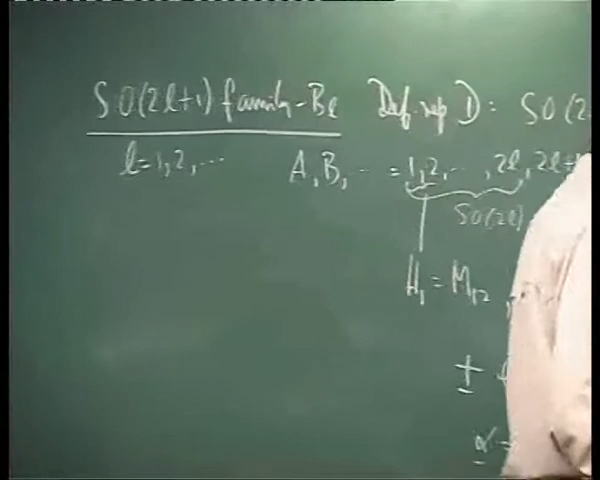 SO(2l+1) family - Bl   Def. rep D: SO(2
l=1,2,...   A,B,... = 1,2,..., 2l, 2l+
SO(2l)
H₁ = M₁₂,
±
α